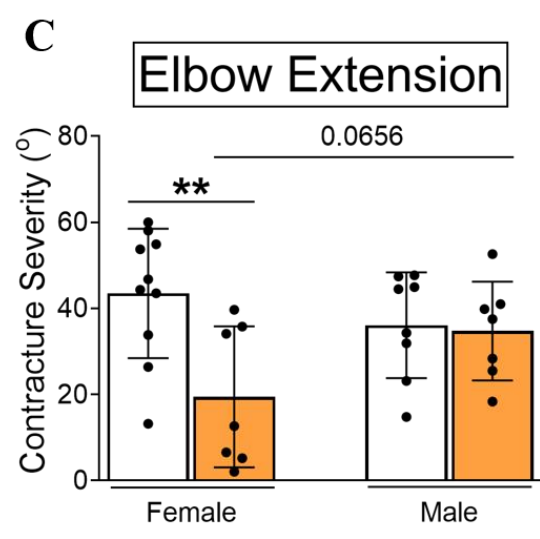 C
Elbow Extension
Contracture Severity (º)
80
60
40
20
0
0.0656
**
Female
Male